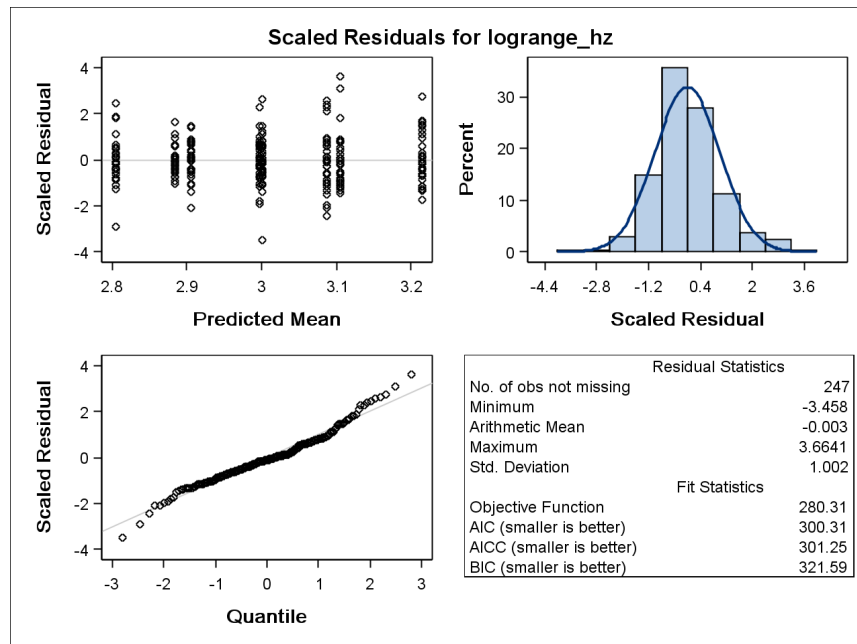 Scaled Residuals for logrange_hz
Scaled Residual
4
2
0
-2
-4
2.8 2.9 3 3.1 3.2
Predicted Mean
Percent
30
20
10
0
-4.4 -2.8 -1.2 0.4 2 3.6
Scaled Residual
Scaled Residual
4
2
0
-2
-4
-3 -2 -1 0 1 2 3
Quantile
Residual Statistics
No. of obs not missing 247
Minimum -3.458
Arithmetic Mean -0.003
Maximum 3.6641
Std. Deviation 1.002
Fit Statistics
Objective Function 280.31
AIC (smaller is better) 300.31
AICC (smaller is better) 301.25
BIC (smaller is better) 321.59